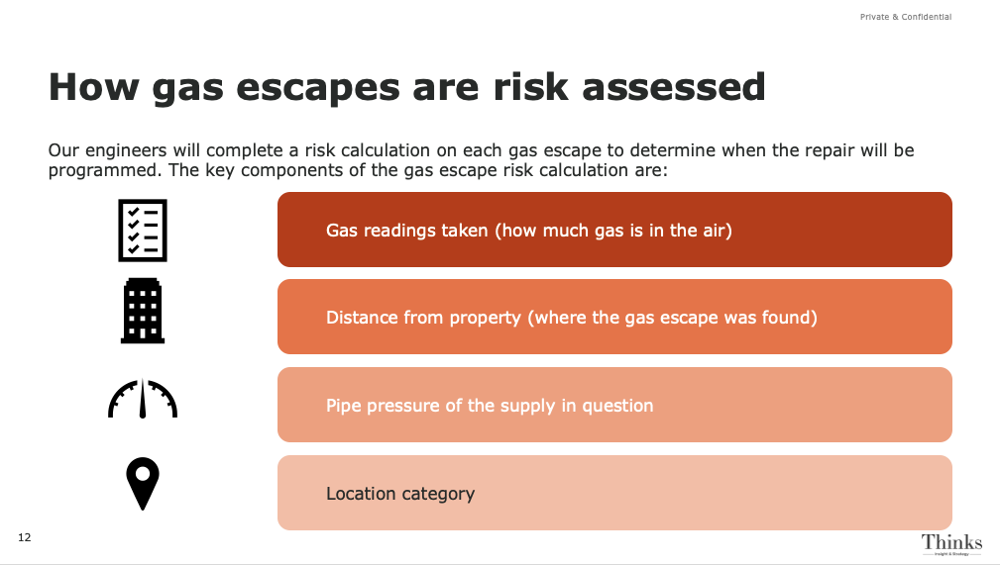 Private & Confidential
How gas escapes are risk assessed
Our engineers will complete a risk calculation on each gas escape to determine when the repair will be
programmed. The key components of the gas escape risk calculation are:
Gas readings taken (how much gas is in the air)
Distance from property (where the gas escape was found)
Pipe pressure of the supply in question
Location category
12
Thinks
Insight & Strategy